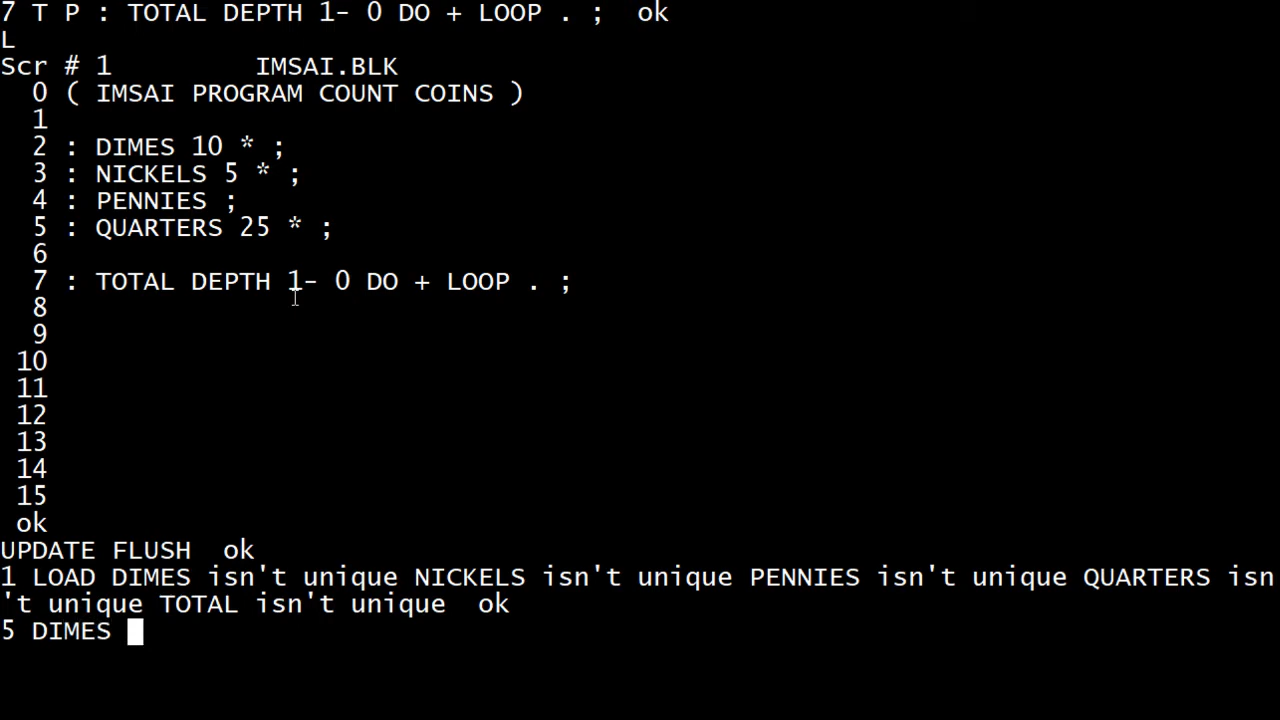 7 T P : TOTAL DEPTH 1- 0 DO + LOOP . ;  ok
L
Scr # 1         IMSAI.BLK
  0 ( IMSAI PROGRAM COUNT COINS )
  1
  2 : DIMES 10 * ;
  3 : NICKELS 5 * ;
  4 : PENNIES ;
  5 : QUARTERS 25 * ;
  6
  7 : TOTAL DEPTH 1- 0 DO + LOOP . ;
  8
  9
 10
 11
 12
 13
 14
 15
 ok
UPDATE FLUSH  ok
1 LOAD DIMES isn't unique NICKELS isn't unique PENNIES isn't unique QUARTERS isn
't unique TOTAL isn't unique  ok
5 DIMES